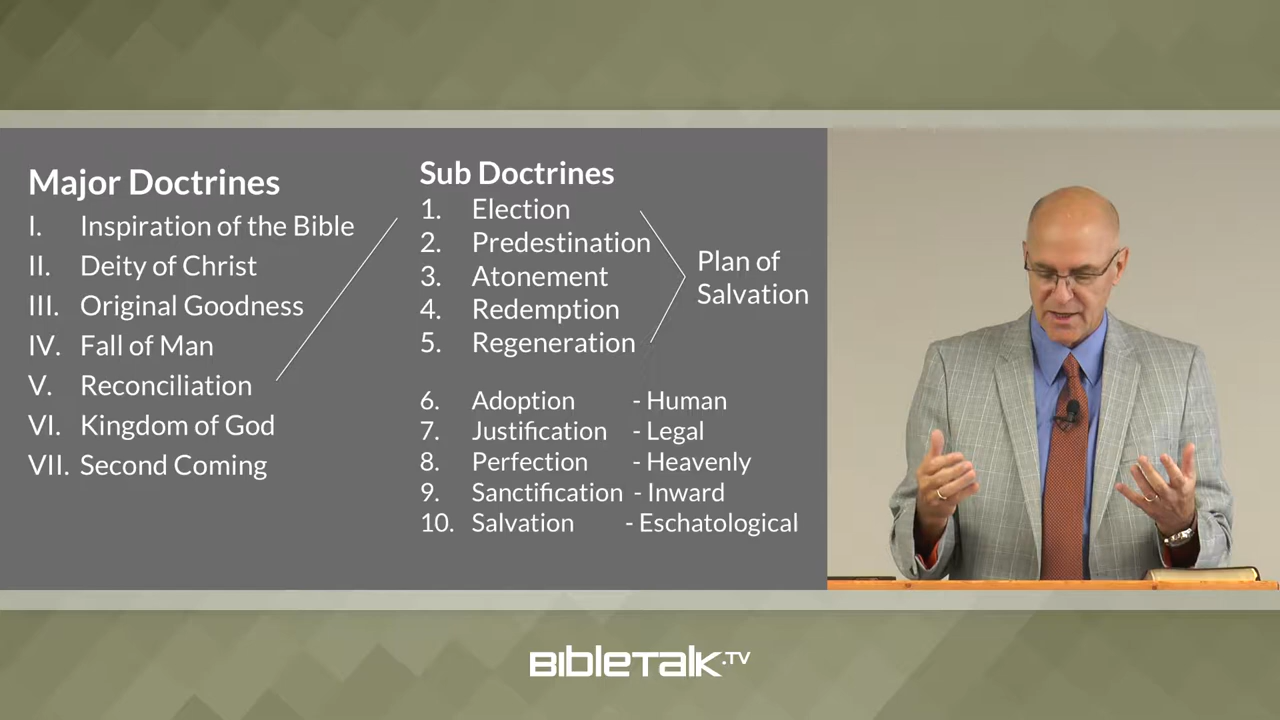 Major Doctrines
I. Inspiration of the Bible
II. Deity of Christ
III. Original Goodness
IV. Fall of Man
V. Reconciliation
VI. Kingdom of God
VII. Second Coming
Sub Doctrines
1. Election
2. Predestination
3. Atonement
4. Redemption
5. Regeneration
Plan of
Salvation
6. Adoption - Human
7. Justification - Legal
8. Perfection - Heavenly
9. Sanctification - Inward
10. Salvation - Eschatological
BibleTalk.TV